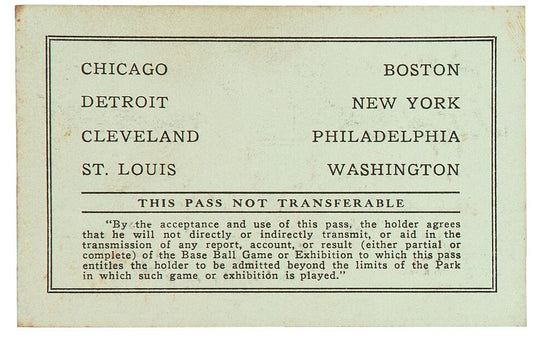 CHICAGO BOSTON
DETROIT NEW YORK
CLEVELAND PHILADELPHIA
ST. LOUIS WASHINGTON
THIS PASS NOT TRANSFERABLE
"By the acceptance and use of this pass, the holder agrees
that he will not directly or indirectly transmit, or aid in the
transmission of any report, account, or result (either partial or
complete) of the Base Ball Game or Exhibition to which this pass
entitles the holder to be admitted beyond the limits of the Park
in which such game or exhibition is played."